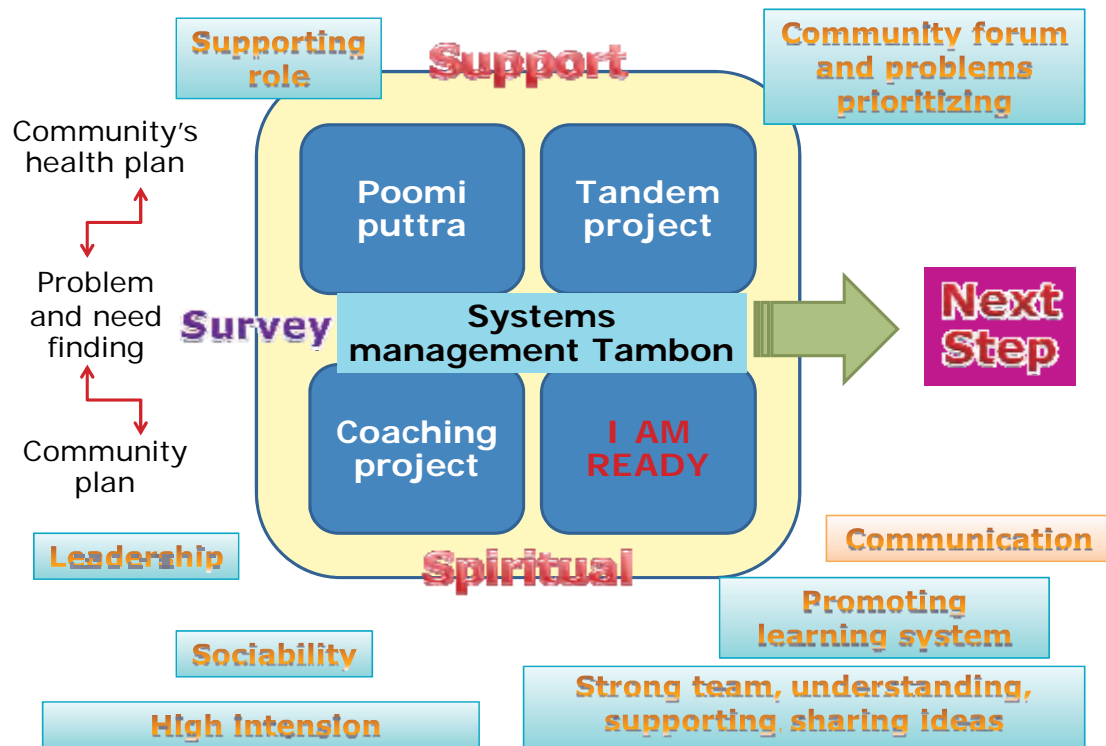 Supporting
role
Support
Community forum
and problems
prioritizing
Community's
health plan
Poomi
puttra
Tandem
project
Problem
and need
finding
Survey
Systems
management Tambon
Next
Step
Community
plan
Coaching
project
I AM
READY
Leadership
Spiritual
Communication
Promoting
learning system
Sociability
Strong team, understanding,
supporting, sharing ideas
High intension